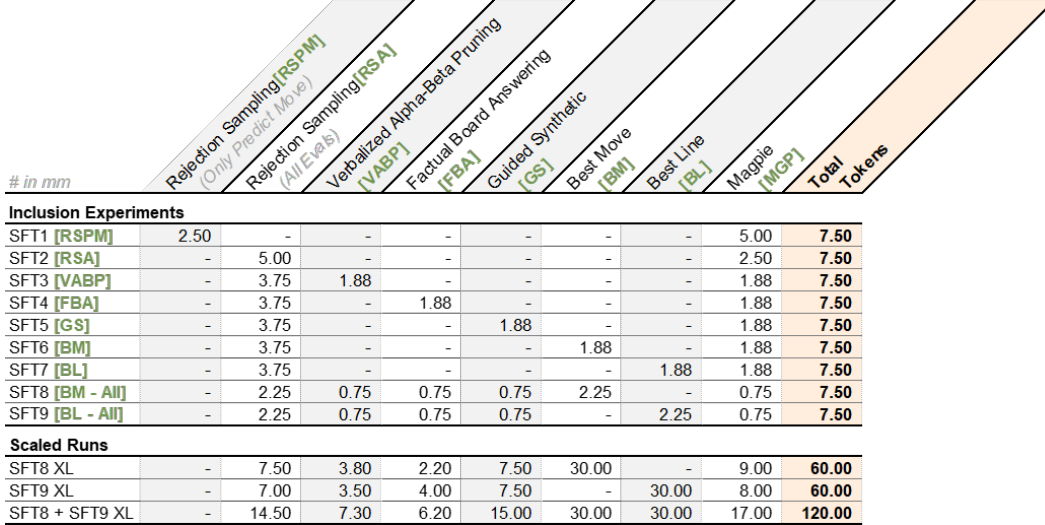 Rejection Sampling[RSPM]
(Only Predict Move)
Rejection Sampling[RSA]
(All Evals)
Verbalized Alpha-Beta Pruning
[VABP]
Factual Board Answering
[FBA]
Guided Synthetic
[GS]
Best Move
[BM]
Best Line
[BL]
Magpie
[MGP]
Total
Tokens
# in mm
Inclusion Experiments
SFT1 [RSPM] 2.50 - - - - - - 5.00 7.50
SFT2 [RSA] - 5.00 - - - - - 2.50 7.50
SFT3 [VABP] - 3.75 1.88 - - - - 1.88 7.50
SFT4 [FBA] - 3.75 - 1.88 - - - 1.88 7.50
SFT5 [GS] - 3.75 - - 1.88 - - 1.88 7.50
SFT6 [BM] - 3.75 - - - 1.88 - 1.88 7.50
SFT7 [BL] - 3.75 - - - - 1.88 1.88 7.50
SFT8 [BM - All] - 2.25 0.75 0.75 0.75 2.25 - 0.75 7.50
SFT9 [BL - All] - 2.25 0.75 0.75 0.75 - 2.25 0.75 7.50
Scaled Runs
SFT8 XL - 7.50 3.80 2.20 7.50 30.00 - 9.00 60.00
SFT9 XL - 7.00 3.50 4.00 7.50 - 30.00 8.00 60.00
SFT8 + SFT9 XL - 14.50 7.30 6.20 15.00 30.00 30.00 17.00 120.00